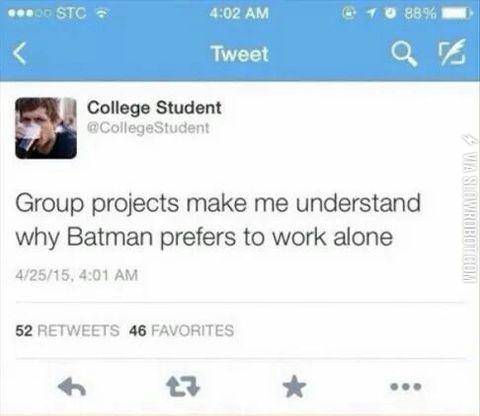 STC 4:02 AM 88%
Tweet
College Student
@CollegeStudent
Group projects make me understand
why Batman prefers to work alone
4/25/15, 4:01 AM
52 RETWEETS 46 FAVORITES
VIA SLOWROBOT.COM